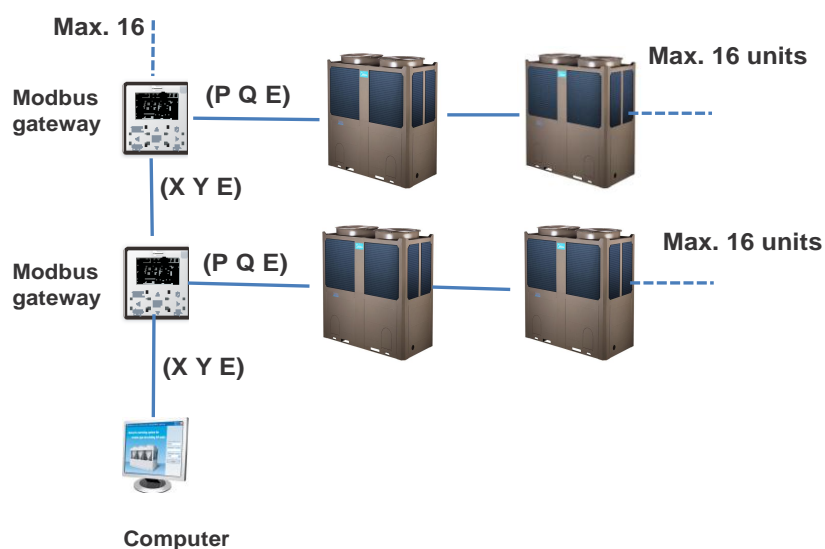 Max. 16
Modbus
gateway
(P Q E)
Max. 16 units
(X Y E)
Modbus
gateway
(P Q E)
Max. 16 units
(X Y E)
Computer